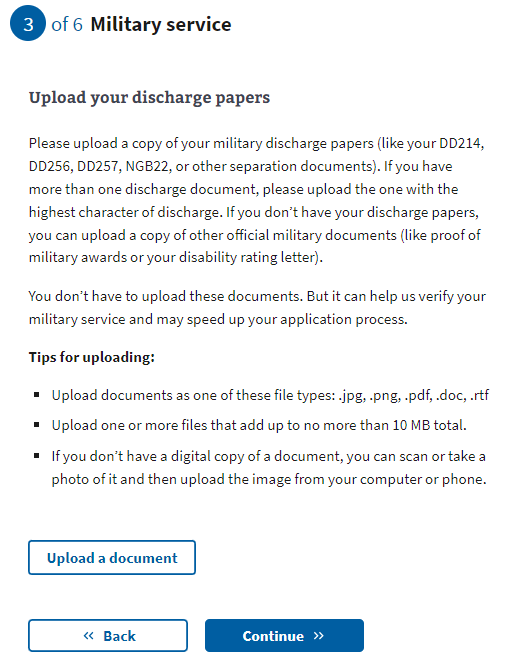 3 of 6 Military service
Upload your discharge papers
Please upload a copy of your military discharge papers (like your DD214,
DD256, DD257, NGB22, or other separation documents). If you have
more than one discharge document, please upload the one with the
highest character of discharge. If you don’t have your discharge papers,
you can upload a copy of other official military documents (like proof of
military awards or your disability rating letter).
You don’t have to upload these documents. But it can help us verify your
military service and may speed up your application process.
Tips for uploading:
▪ Upload documents as one of these file types: .jpg, .png, .pdf, .doc, .rtf
▪ Upload one or more files that add up to no more than 10 MB total.
▪ If you don’t have a digital copy of a document, you can scan or take a
photo of it and then upload the image from your computer or phone.
Upload a document
« Back
Continue »